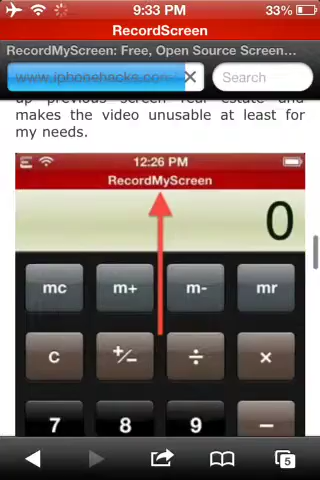 9:33 PM 33%
RecordScreen
RecordMyScreen: Free, Open Source Screen…
www.iphonehacks.com/ Search
up previous screen real estate and
makes the video unusable at least for
my needs.
E 12:26 PM
RecordMyScreen
0
mc m+ m- mr
C +/− ÷ ×
7 8 9 −
5